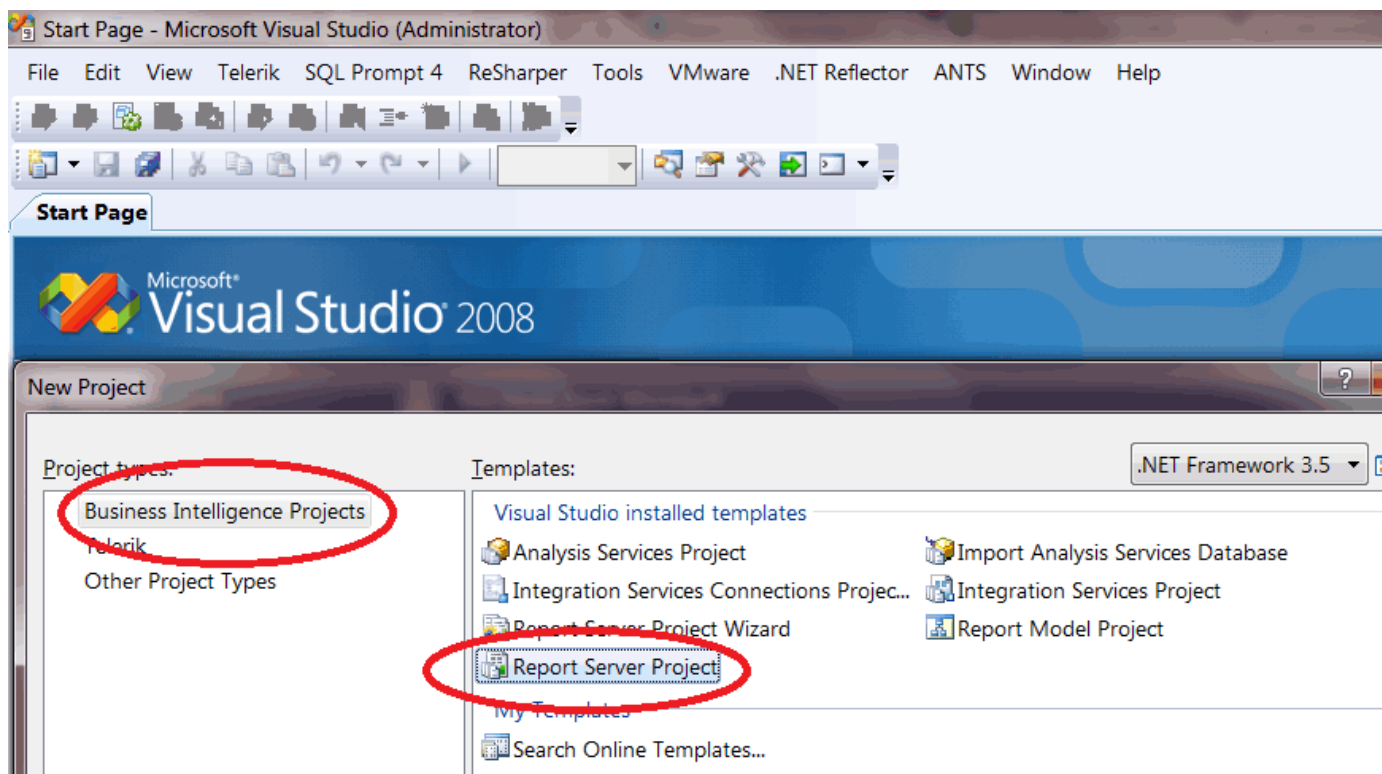 Start Page - Microsoft Visual Studio (Administrator)
File Edit View Telerik SQL Prompt 4 ReSharper Tools VMware .NET Reflector ANTS Window Help
Start Page
Microsoft®
Visual Studio® 2008
New Project
?
Project types:
Templates:
.NET Framework 3.5
Business Intelligence Projects
Telerik
Other Project Types
Visual Studio installed templates
Analysis Services Project
Import Analysis Services Database
Integration Services Connections Projec...
Integration Services Project
Report Server Project Wizard
Report Model Project
Report Server Project
My Templates
Search Online Templates...